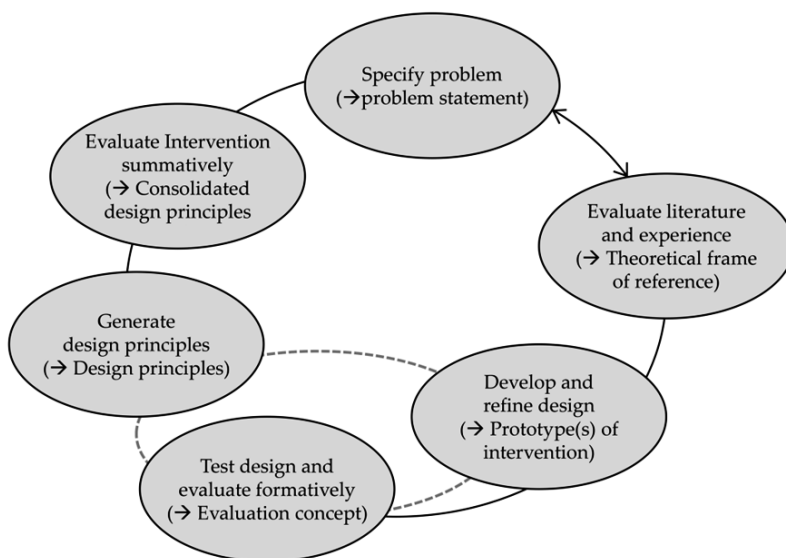 Specify problem
(→problem statement)
Evaluate literature
and experience
(→ Theoretical frame
of reference)
Develop and
refine design
(→ Prototype(s) of
intervention)
Test design and
evaluate formatively
(→ Evaluation concept)
Generate
design principles
(→ Design principles)
Evaluate Intervention
summatively
(→ Consolidated
design principles